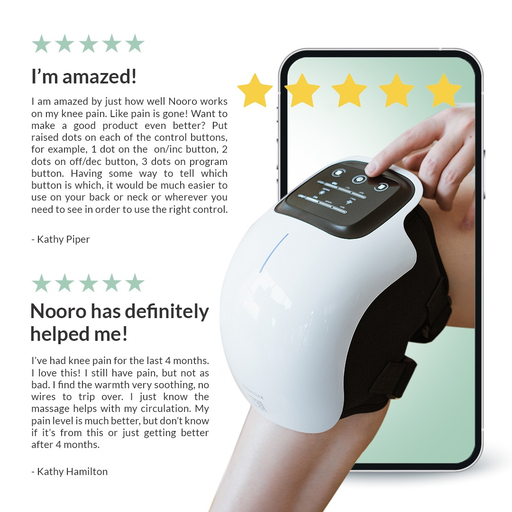 I'm amazed!
I am amazed by just how well Nooro works
on my knee pain. Like pain is gone! Want to
make a good product even better? Put
raised dots on each of the control buttons,
for example, 1 dot on the on/inc button, 2
dots on off/dec button, 3 dots on program
button. Having some way to tell which
button is which, it would be much easier to
use on your back or neck or wherever you
need to see in order to use the right control.
- Kathy Piper
Nooro has definitely
helped me!
I've had knee pain for the last 4 months.
I love this! I still have pain, but not as
bad. I find the warmth very soothing, no
wires to trip over. I just know the
massage helps with my circulation. My
pain level is much better, but don't know
if it's from this or just getting better
after 4 months.
- Kathy Hamilton